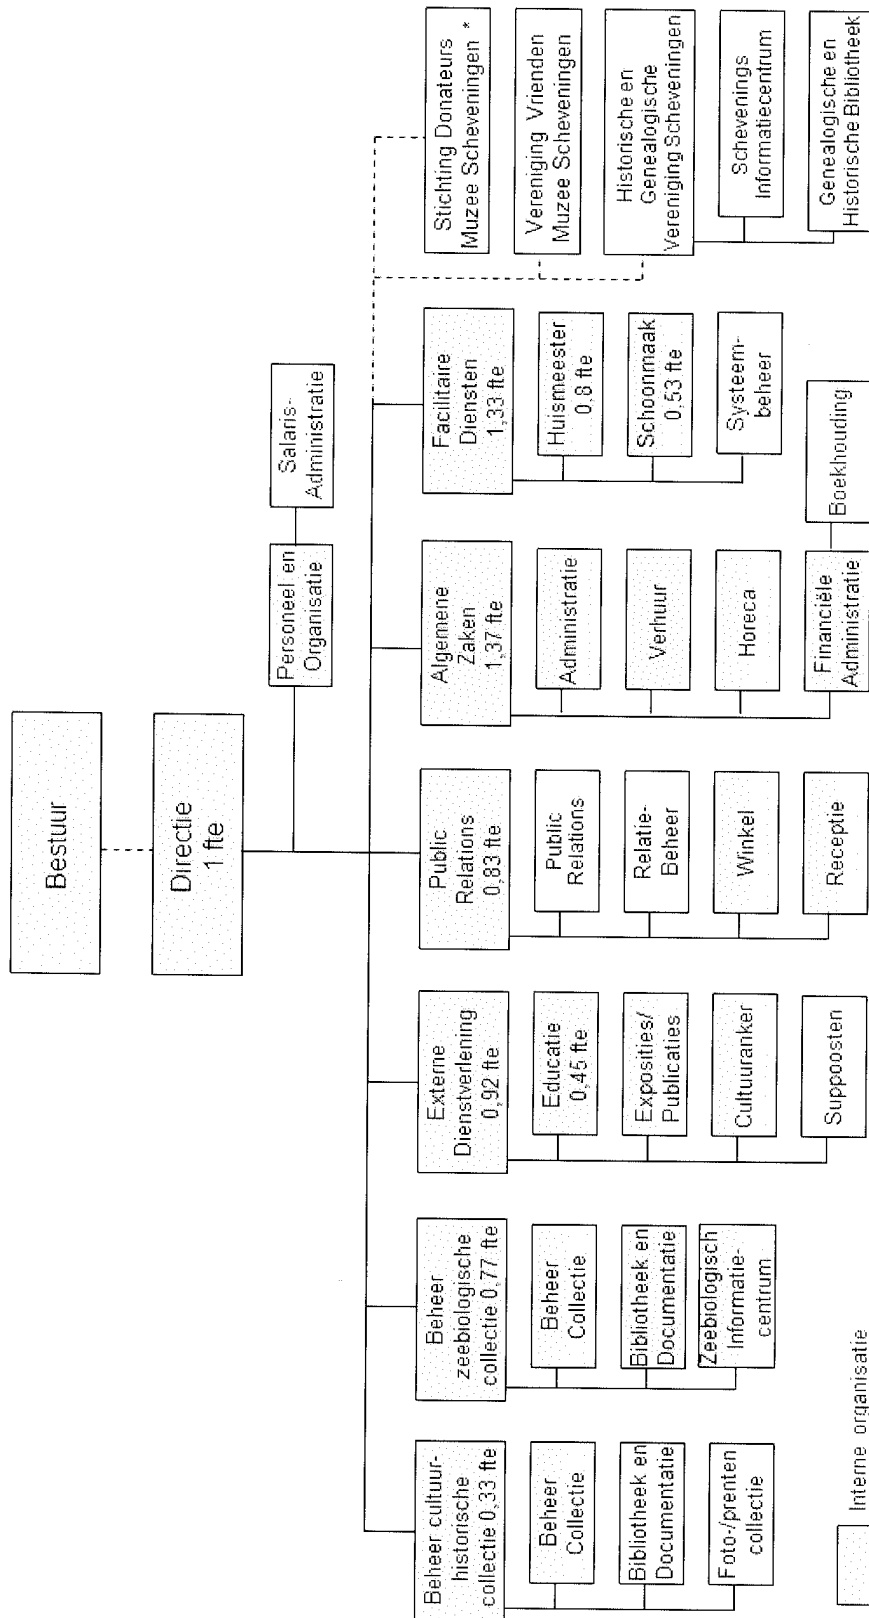 Bestuur
Directie
1 fte
Personeel en
Organisatie
Salaris-
Administratie
Beheer cultuur-
historische
collectie 0,33 fte
Beheer
Collectie
Bibliotheek en
Documentatie
Foto-/prenten
collectie
Beheer
zeebiologische
collectie 0,77 fte
Beheer
Collectie
Bibliotheek en
Documentatie
Zeebiologisch
Informatie-
centrum
Externe
Dienstverlening
0,92 fte
Educatie
0,45 fte
Exposities/
Publicaties
Cultuuranker
Suppoosten
Public
Relations
0,83 fte
Public
Relations
Relatie-
Beheer
Winkel
Receptie
Algemene
Zaken
1,37 fte
Administratie
Verhuur
Horeca
Financiële
Administratie
Boekhouding
Facilitaire
Diensten
1,33 fte
Huismeester
0,8 fte
Schoonmaak
0,53 fte
Systeem-
beheer
Stichting Donateurs
Muzee Scheveningen *
Vereniging Vrienden
Muzee Scheveningen
Historische en
Genealogische
Vereniging Scheveningen
Schevenings
Informatiecentrum
Genealogische en
Historische Bibliotheek
Interne organisatie